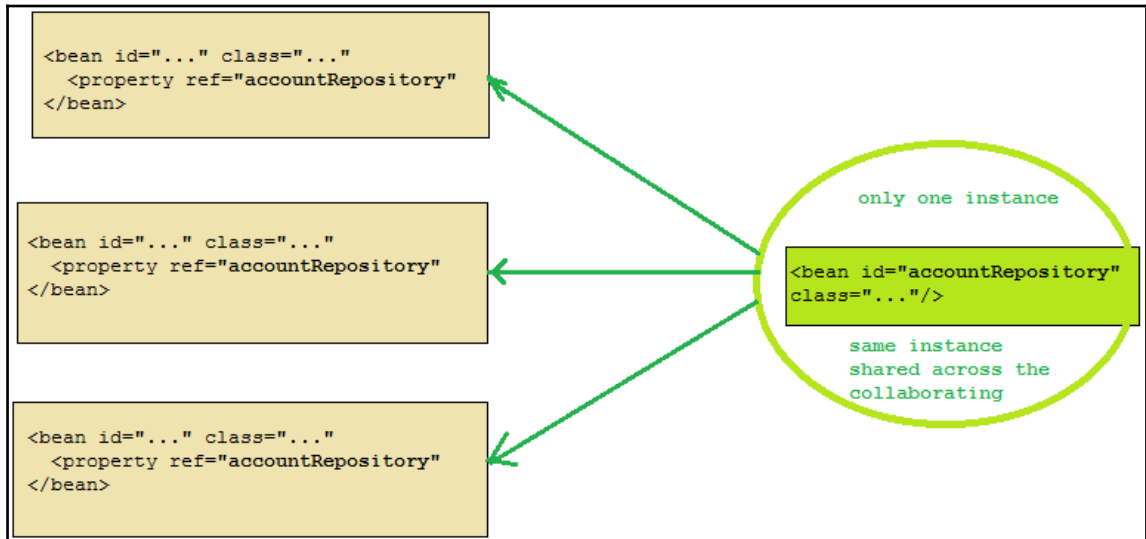 <bean id="..." class="..."
<property ref="accountRepository"
</bean>
<bean id="..." class="..."
<property ref="accountRepository"
</bean>
<bean id="..." class="..."
<property ref="accountRepository"
</bean>
only one instance
<bean id="accountRepository"
class="..."/>
same instance
shared across the
collaborating